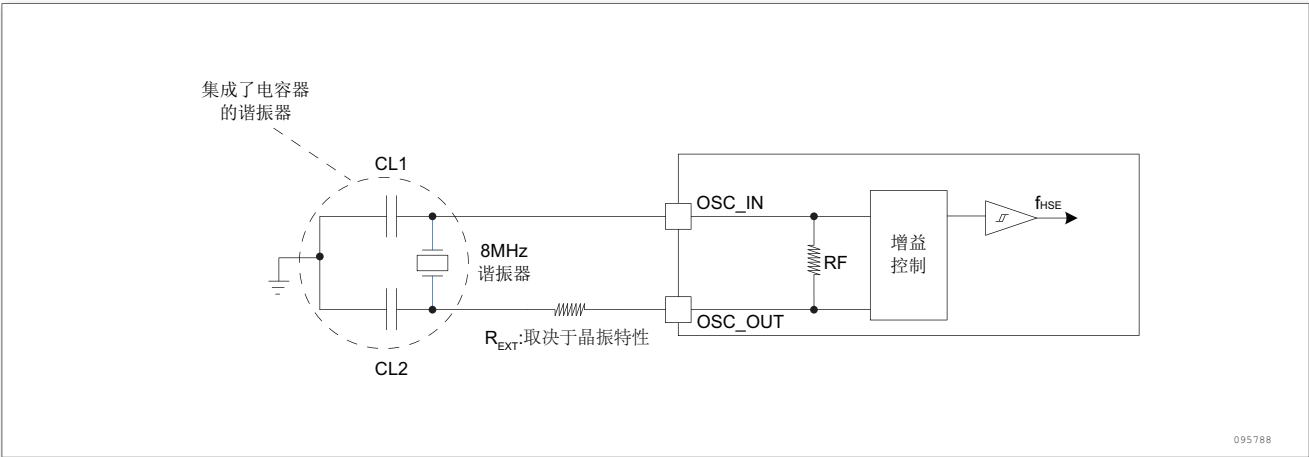 集成了电容器
的谐振器
CL1
OSC_IN
fHSE
8MHz
谐振器
RF
增益
控制
OSC_OUT
REXT:取决于晶振特性
CL2
095788